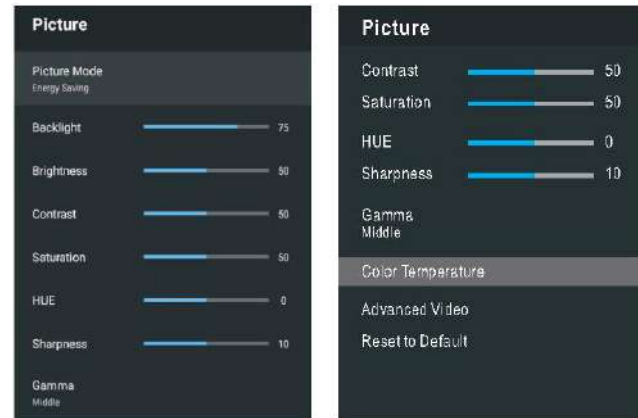 Picture
Picture Mode
Energy Saving
Backlight 75
Brightness 50
Contrast 50
Saturation 50
HUE 0
Sharpness 10
Gamma
Middle
Picture
Contrast 50
Saturation 50
HUE 0
Sharpness 10
Gamma
Middle
Color Temperature
Advanced Video
Reset to Default